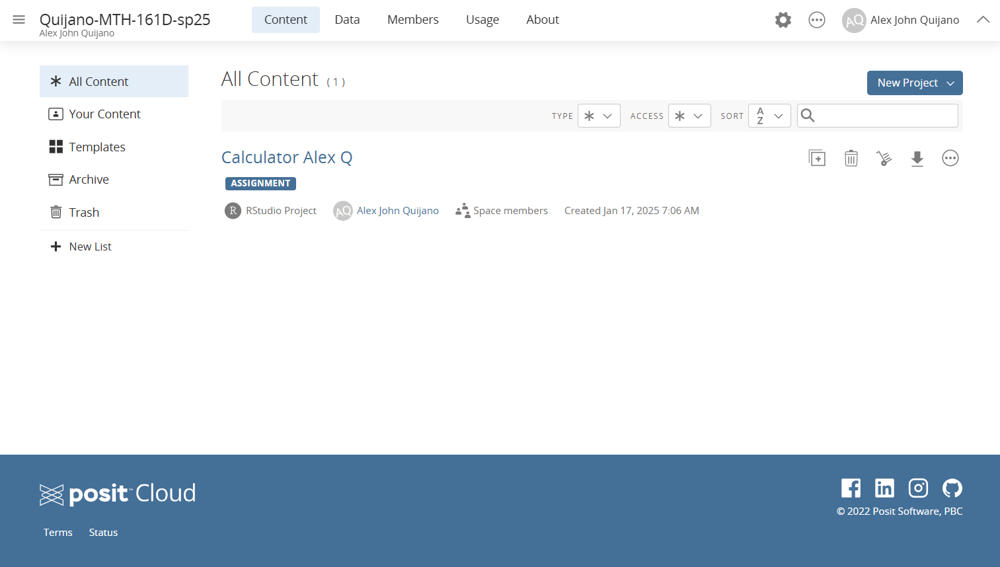 Quijano-MTH-161D-sp25
Alex John Quijano
Content Data Members Usage About
AQ Alex John Quijano
All Content
Your Content
Templates
Archive
Trash
New List
All Content ( 1 )
New Project
TYPE ACCESS SORT A Z
Calculator Alex Q
ASSIGNMENT
R RStudio Project AQ Alex John Quijano Space members Created Jan 17, 2025 7:06 AM
posit™ Cloud
© 2022 Posit Software, PBC
Terms Status